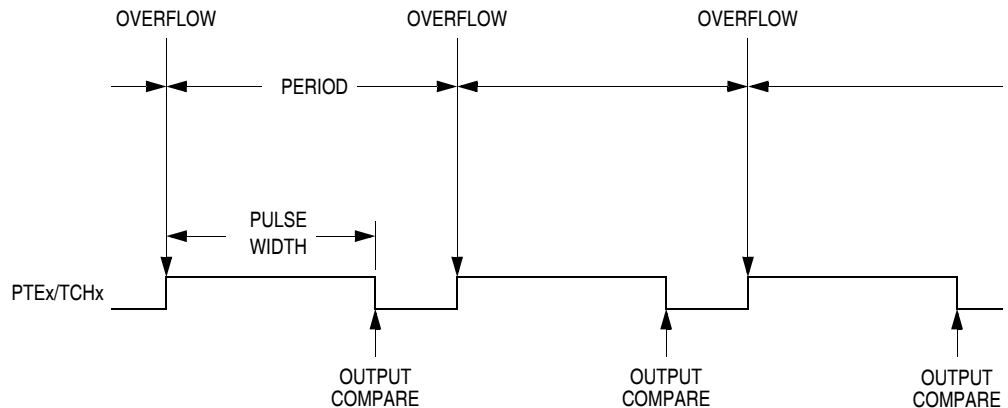 OVERFLOW OVERFLOW OVERFLOW
PERIOD
PULSE
WIDTH
PTEx/TCHx
OUTPUT
COMPARE
OUTPUT
COMPARE
OUTPUT
COMPARE